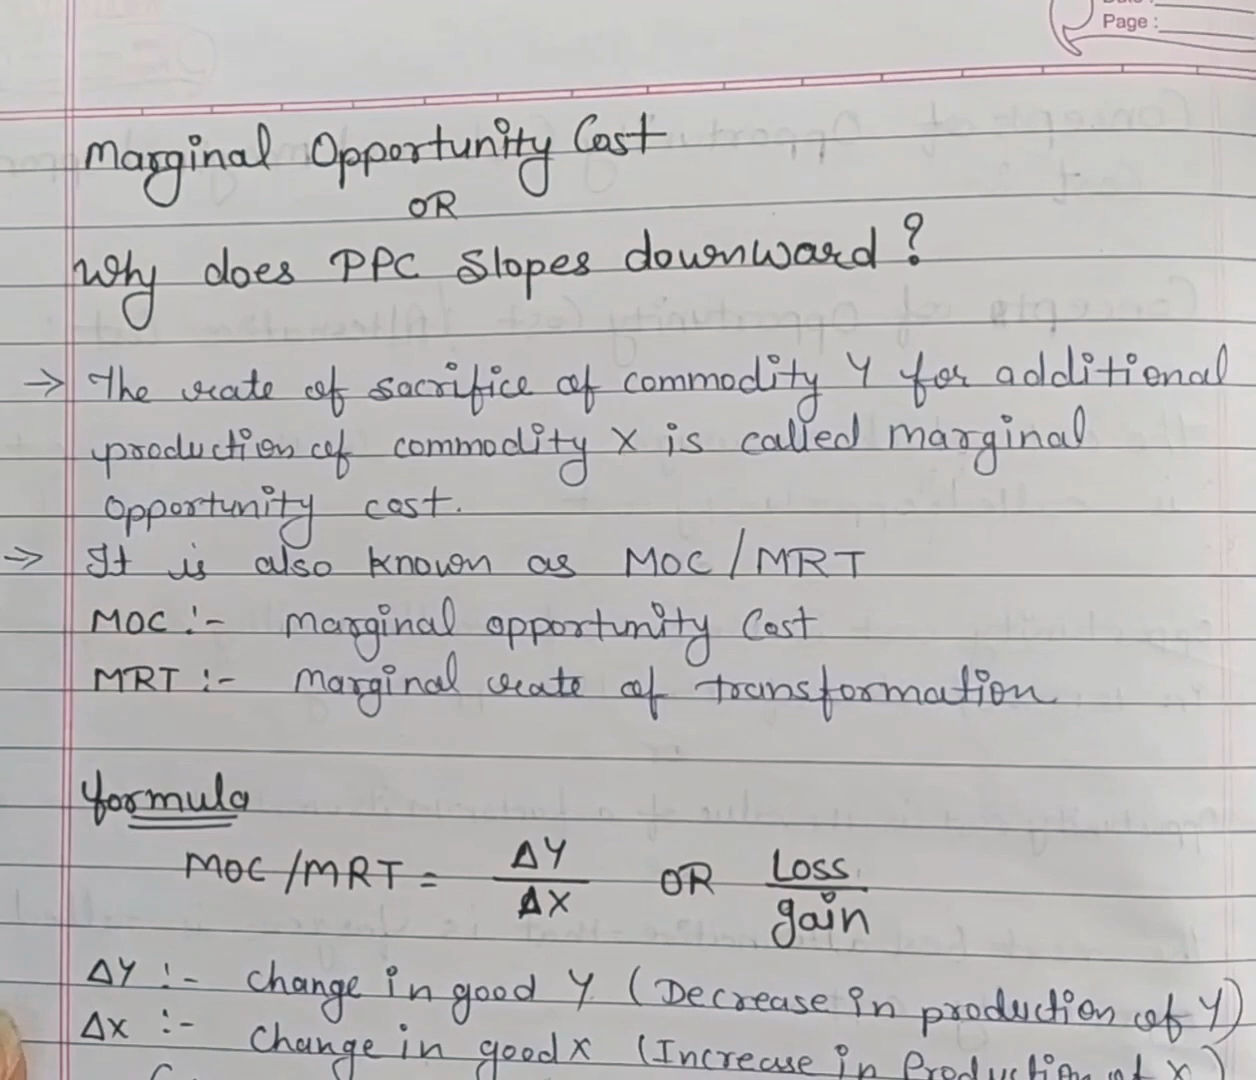 Page :
Marginal Opportunity Cost
OR
Why does PPC Slopes downward ?
→ The rate of sacrifice of commodity Y for additional
production of commodity X is called marginal
opportunity cost.
⇒ It is also known as MOC / MRT
MOC :- Marginal opportunity Cost
MRT :- Marginal rate of transformation
formula
MOC /MRT = ΔY / ΔX OR Loss / gain
ΔY :- Change in good Y (Decrease in production of Y)
ΔX :- Change in good X (Increase in Production of X)